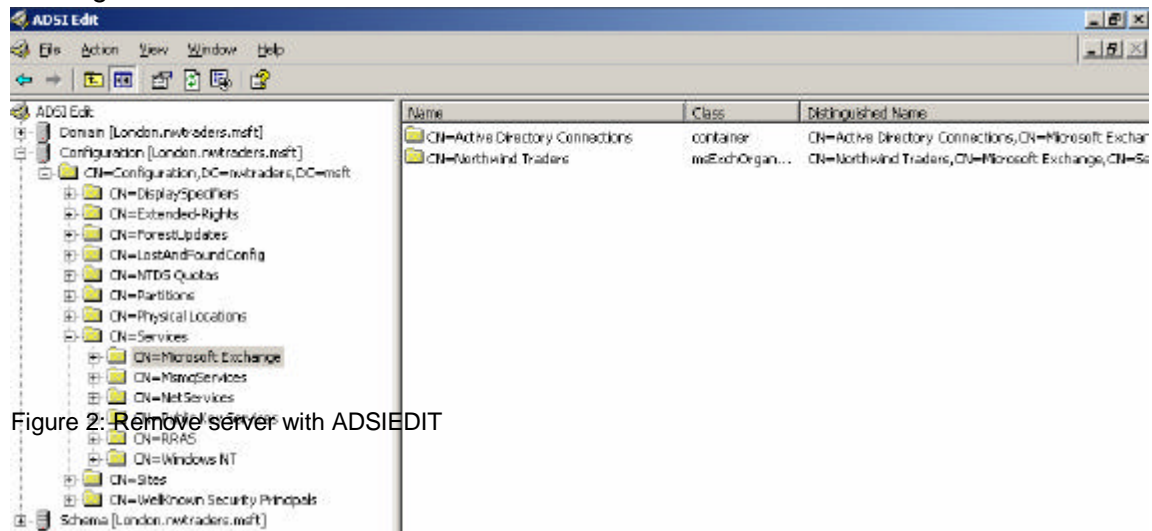 ADSI Edit
File Action View Window Help
ADSI Edit
Domain [London.nwtraders.msft]
Configuration [London.nwtraders.msft]
CN=Configuration,DC=nwtraders,DC=msft
CN=DisplaySpecifiers
CN=Extended-Rights
CN=ForestUpdates
CN=LostAndFoundConfig
CN=NTDS Quotas
CN=Partitions
CN=Physical Locations
CN=Services
CN=Microsoft Exchange
CN=MsmqServices
CN=NetServices
CN=Public Key Services
CN=RRAS
CN=Windows NT
CN=Sites
CN=WellKnown Security Principals
Schema [London.nwtraders.msft]
Name Class Distinguished Name
CN=Active Directory Connections container CN=Active Directory Connections,CN=Microsoft Exchan
CN=Northwind Traders msExchOrgan... CN=Northwind Traders,CN=Microsoft Exchange,CN=Se
Figure 2: Remove server with ADSIEDIT